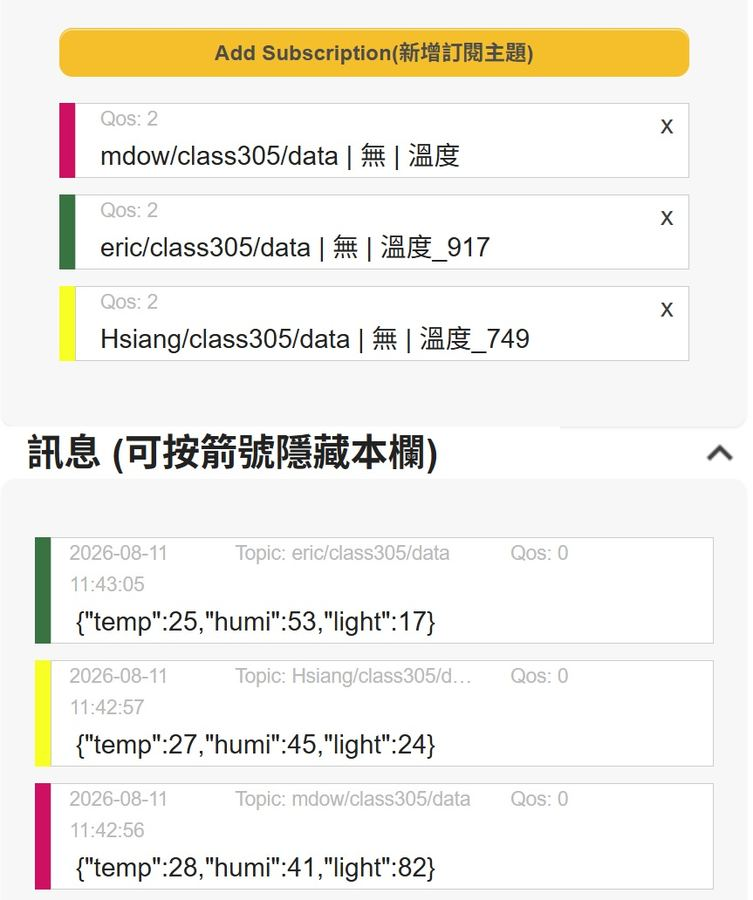 Add Subscription(新增訂閱主題)
Qos: 2
x
mdow/class305/data | 無 | 溫度
Qos: 2
x
eric/class305/data | 無 | 溫度_917
Qos: 2
x
Hsiang/class305/data | 無 | 溫度_749
訊息 (可按箭號隱藏本欄)
2026-08-11 Topic: eric/class305/data Qos: 0
11:43:05
{"temp":25,"humi":53,"light":17}
2026-08-11 Topic: Hsiang/class305/d… Qos: 0
11:42:57
{"temp":27,"humi":45,"light":24}
2026-08-11 Topic: mdow/class305/data Qos: 0
11:42:56
{"temp":28,"humi":41,"light":82}